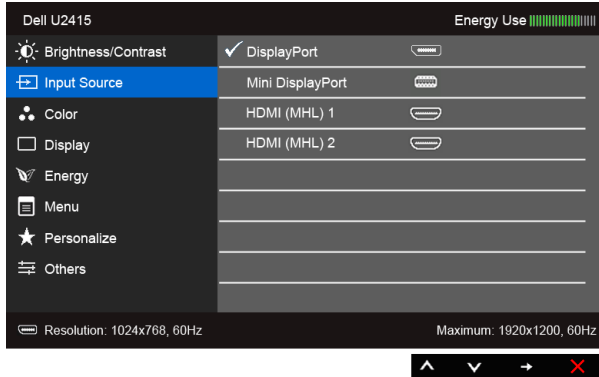 Dell U2415 Energy Use
Brightness/Contrast DisplayPort
Input Source Mini DisplayPort
Color HDMI (MHL) 1
Display HDMI (MHL) 2
Energy
Menu
Personalize
Others
Resolution: 1024x768, 60Hz Maximum: 1920x1200, 60Hz